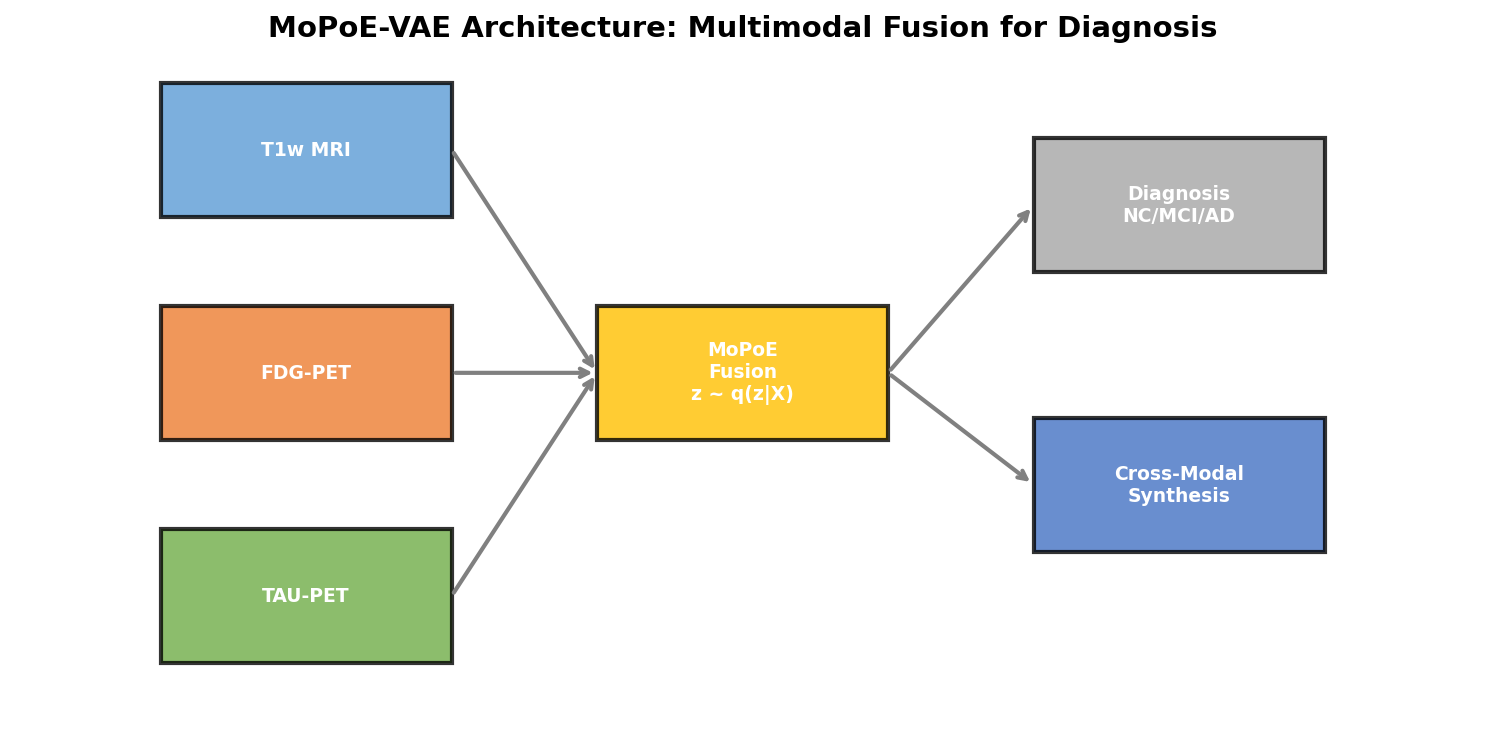 MoPoE-VAE Architecture: Multimodal Fusion for Diagnosis
T1w MRI
FDG-PET
TAU-PET
MoPoE
Fusion
z ~ q(z|X)
Diagnosis
NC/MCI/AD
Cross-Modal
Synthesis